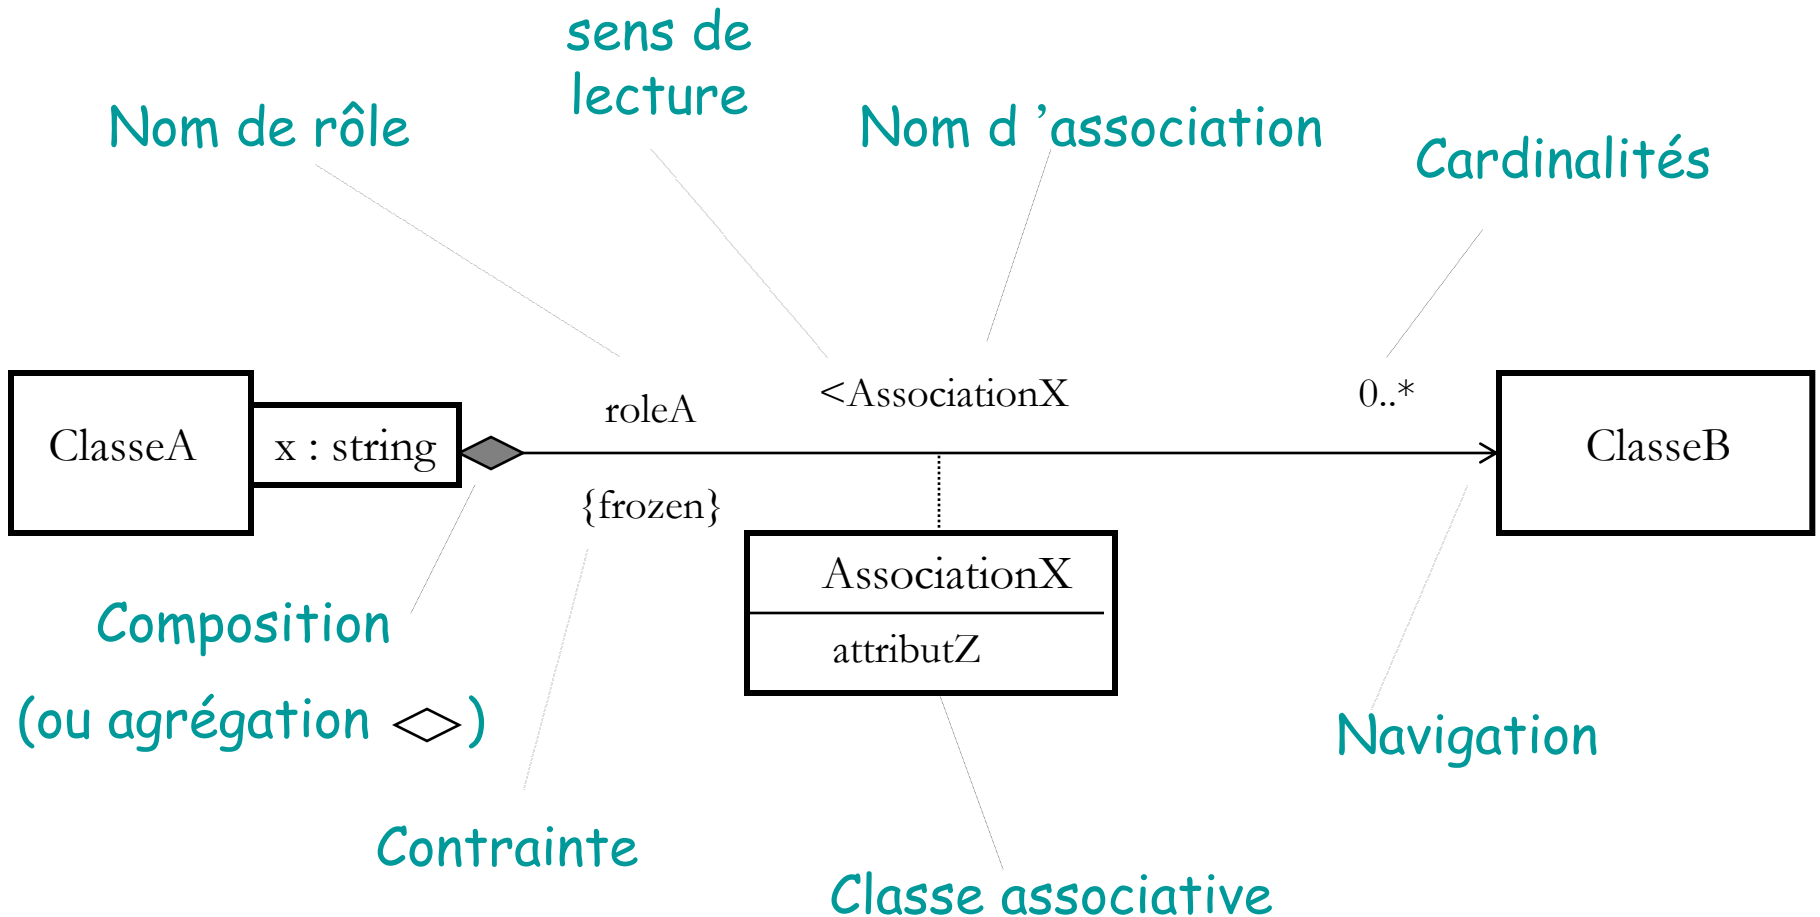 sens de
lecture
Nom de rôle
Nom d ’association
Cardinalités
<AssociationX
0..*
roleA
ClasseA
x : string
ClasseB
{frozen}
AssociationX
attributZ
Composition
(ou agrégation )
Navigation
Contrainte
Classe associative